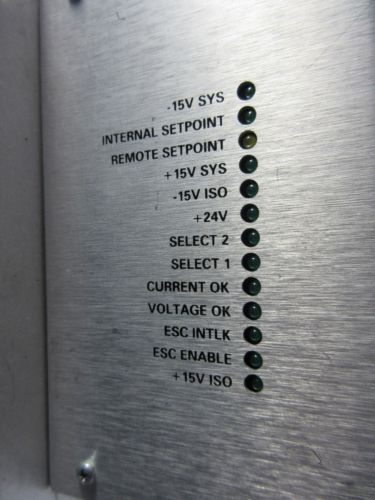 -15V SYS
INTERNAL SETPOINT
REMOTE SETPOINT
+15V SYS
-15V ISO
+24V
SELECT 2
SELECT 1
CURRENT OK
VOLTAGE OK
ESC INTLK
ESC ENABLE
+15V ISO